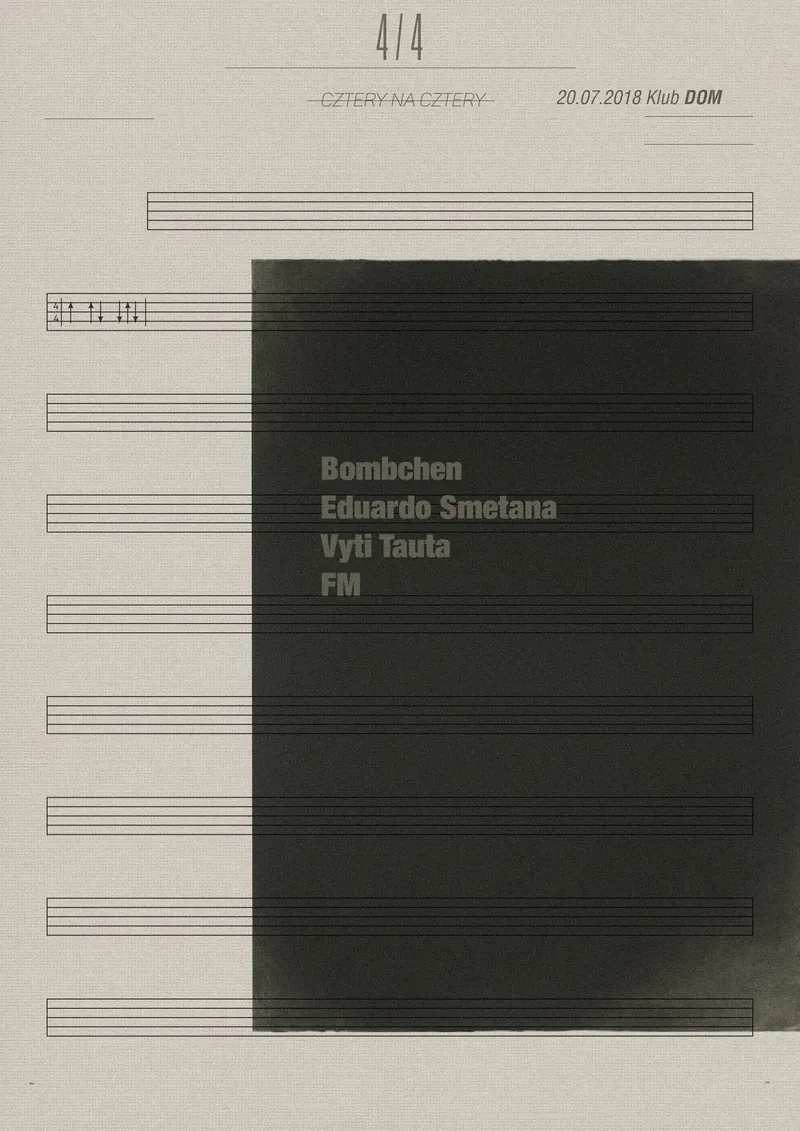 4/4
CZTERY NA CZTERY
20.07.2018 Klub DOM
4
4
Bombchen
Eduardo Smetana
Vyti Tauta
FM